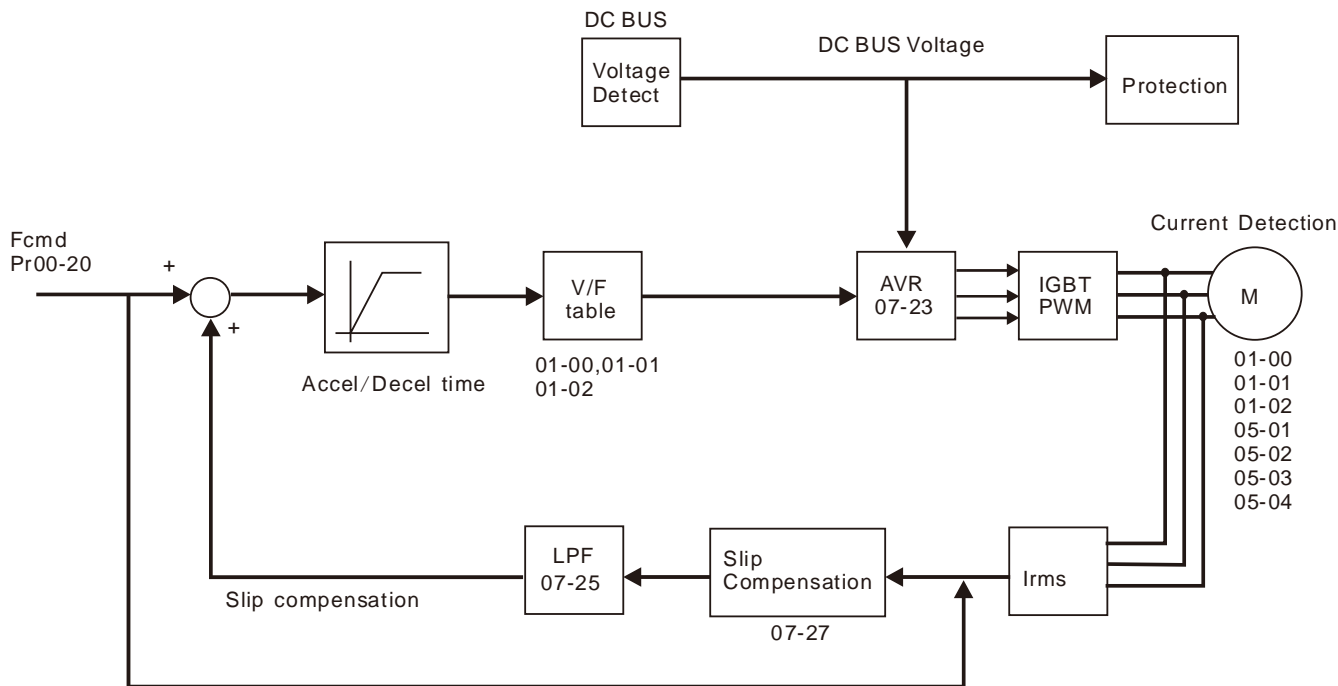 DC BUS
Voltage
Detect
DC BUS Voltage
Protection
Fcmd
Pr00-20
+
+
Accel/Decel time
V/F
table
01-00,01-01
01-02
AVR
07-23
IGBT
PWM
Current Detection
M
01-00
01-01
01-02
05-01
05-02
05-03
05-04
Slip compensation
LPF
07-25
Slip
Compensation
07-27
Irms